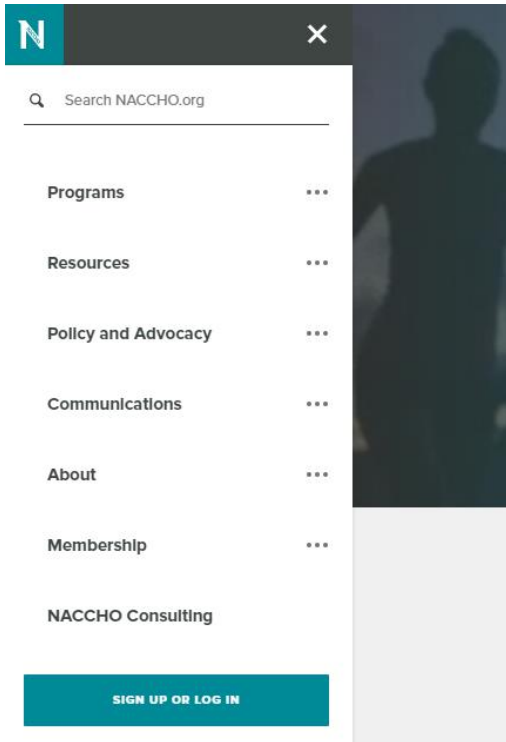 N
Search NACCHO.org
Programs
Resources
Policy and Advocacy
Communications
About
Membership
NACCHO Consulting
SIGN UP OR LOG IN